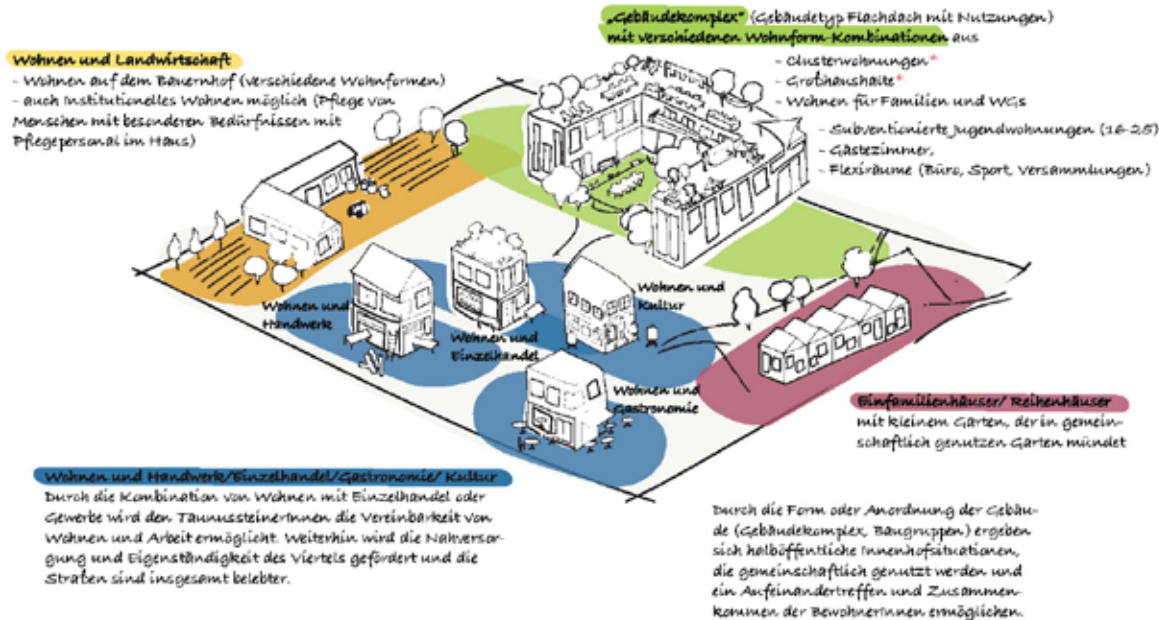 Wohnen und Landwirtschaft
- Wohnen auf dem Bauernhof (verschiedene Wohnformen)
- auch Institutionelles Wohnen möglich (Pflege von
Menschen mit besonderen Bedürfnissen mit
Pflegepersonal im Haus)
„Gebäudekomplex“ (Gebäudetyp Flachdach mit Nutzungen)
mit verschiedenen Wohnform-Kombinationen aus
- Clusterwohnungen*
- Großhaushalte*
- Wohnen für Familien und WGs
- Subventionierte Jugendwohnungen (16-25)
- Gästezimmer,
- Flexiräume (Büro, Sport, Versammlungen)
Wohnen und
Handwerk
Wohnen und
Einzelhandel
Wohnen und
Kultur
Wohnen und
Gastronomie
Einfamilienhäuser/ Reihenhäuser
mit kleinem Garten, der in gemein-
schaftlich genutzen Garten mündet
Wohnen und Handwerk/Einzelhandel/Gastronomie/ Kultur
Durch die Kombination von Wohnen mit Einzelhandel oder
Gewerbe wird den TaunussteinerInnen die Vereinbarkeit von
Wohnen und Arbeit ermöglicht. Weiterhin wird die Nahversor-
gung und Eigenständigkeit des Viertels gefördert und die
Straßen sind insgesamt belebter.
Durch die Form oder Anordnung der Gebäu-
de (Gebäudekomplex, Baugruppen) ergeben
sich halböffentliche Innenhofsituationen,
die gemeinschaftlich genutzt werden und
ein Aufeinandertreffen und Zusammen-
kommen der BewohnerInnen ermöglichen.